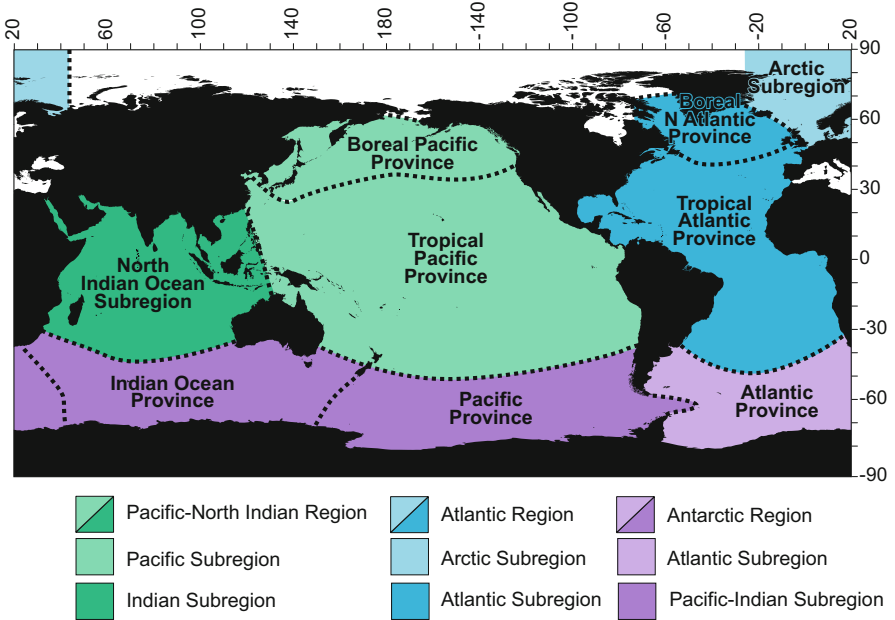 20 60 100 180 -140 -100 -60 -20 20
90
Arctic
Subregion
Boreal
N Atlantic
Province
60
Boreal Pacific
Province
30
Tropical
Atlantic
Province
Tropical
Pacific
Province
0
North
Indian Ocean
Subregion
-30
Indian Ocean
Province
Pacific
Province
Atlantic
Province
-60
-90
Pacific-North Indian Region
Atlantic Region
Antarctic Region
Pacific Subregion
Arctic Subregion
Atlantic Subregion
Indian Subregion
Atlantic Subregion
Pacific-Indian Subregion